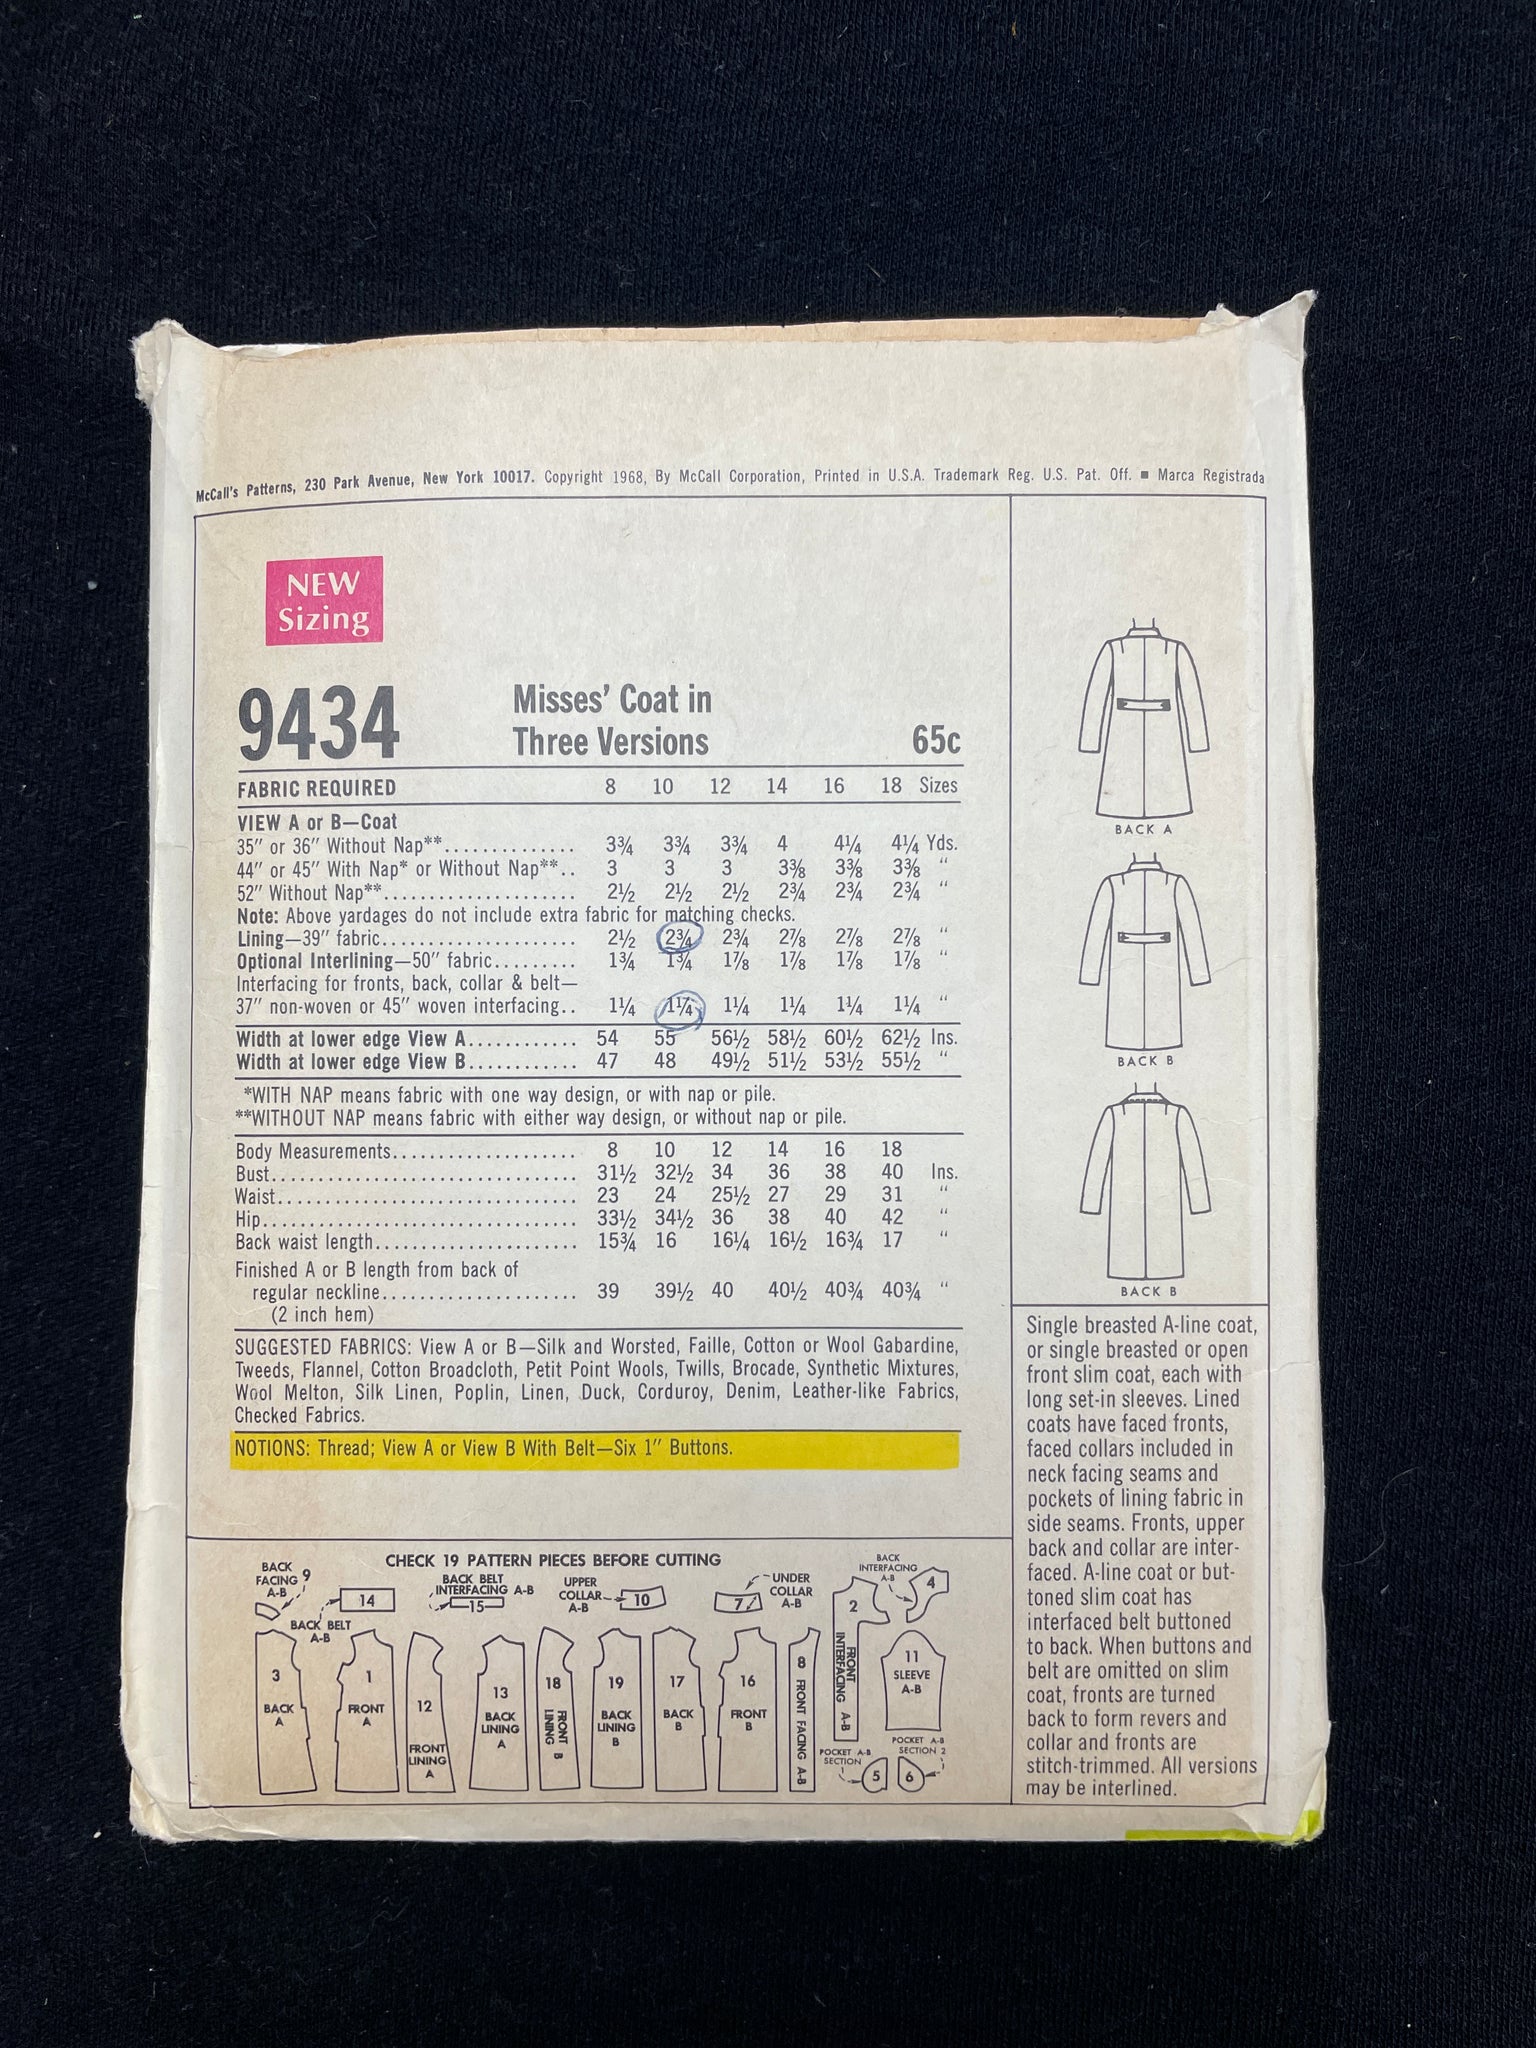 McCall's Patterns, 230 Park Avenue, New York 10017. Copyright 1968, By McCall Corporation, Printed in U.S.A. Trademark Reg. U.S. Pat. Off. ■ Marca Registrada
NEW
Sizing
9434
Misses' Coat in
Three Versions
65c
FABRIC REQUIRED 8 10 12 14 16 18 Sizes
VIEW A or B—Coat
35" or 36" Without Nap**.............. 3¾ 3¾ 3¾ 4 4¼ 4¼ Yds.
44" or 45" With Nap* or Without Nap**.. 3 3 3 3⅜ 3⅜ 3⅜ "
52" Without Nap**.................... 2½ 2½ 2½ 2¾ 2¾ 2¾ "
Note: Above yardages do not include extra fabric for matching checks.
Lining—39" fabric.................... 2½ 2¾ 2¾ 2⅞ 2⅞ 2⅞ "
Optional Interlining—50" fabric......... 1¾ 1¾ 1⅞ 1⅞ 1⅞ 1⅞ "
Interfacing for fronts, back, collar & belt—
37" non-woven or 45" woven interfacing.. 1¼ 1¼ 1¼ 1¼ 1¼ 1¼ "
Width at lower edge View A............ 54 55 56½ 58½ 60½ 62½ Ins.
Width at lower edge View B............ 47 48 49½ 51½ 53½ 55½ "
*WITH NAP means fabric with one way design, or with nap or pile.
**WITHOUT NAP means fabric with either way design, or without nap or pile.
Body Measurements.................... 8 10 12 14 16 18
Bust................................. 31½ 32½ 34 36 38 40 Ins.
Waist................................ 23 24 25½ 27 29 31 "
Hip.................................. 33½ 34½ 36 38 40 42 "
Back waist length...................... 15¾ 16 16¼ 16½ 16¾ 17 "
Finished A or B length from back of
regular neckline..................... 39 39½ 40 40½ 40¾ 40¾ "
(2 inch hem)
SUGGESTED FABRICS: View A or B—Silk and Worsted, Faille, Cotton or Wool Gabardine,
Tweeds, Flannel, Cotton Broadcloth, Petit Point Wools, Twills, Brocade, Synthetic Mixtures,
Wool Melton, Silk Linen, Poplin, Linen, Duck, Corduroy, Denim, Leather-like Fabrics,
Checked Fabrics.
NOTIONS: Thread; View A or View B With Belt—Six 1" Buttons.
BACK A
BACK B
BACK B
Single breasted A-line coat,
or single breasted or open
front slim coat, each with
long set-in sleeves. Lined
coats have faced fronts,
faced collars included in
neck facing seams and
pockets of lining fabric in
side seams. Fronts, upper
back and collar are inter-
faced. A-line coat or but-
toned slim coat has
interfaced belt buttoned
to back. When buttons and
belt are omitted on slim
coat, fronts are turned
back to form revers and
collar and fronts are
stitch-trimmed. All versions
may be interlined.
CHECK 19 PATTERN PIECES BEFORE CUTTING
BACK
FACING 9
A-B
14
BACK BELT
A-B
BACK BELT
INTERFACING A-B
15
UPPER
COLLAR
A-B
10
7
UNDER
COLLAR
A-B
BACK
INTERFACING
A-B
4
3
BACK
A
1
FRONT
A
12
FRONT
LINING
A
13
BACK
LINING
A
18
FRONT B
LINING
19
BACK
LINING
B
17
BACK
B
16
FRONT
B
8 FRONT FACING A-B
2
FRONT
INTERFACING A-B
11
SLEEVE
A-B
POCKET A-B
SECTION
5
POCKET A-B
SECTION 2
6